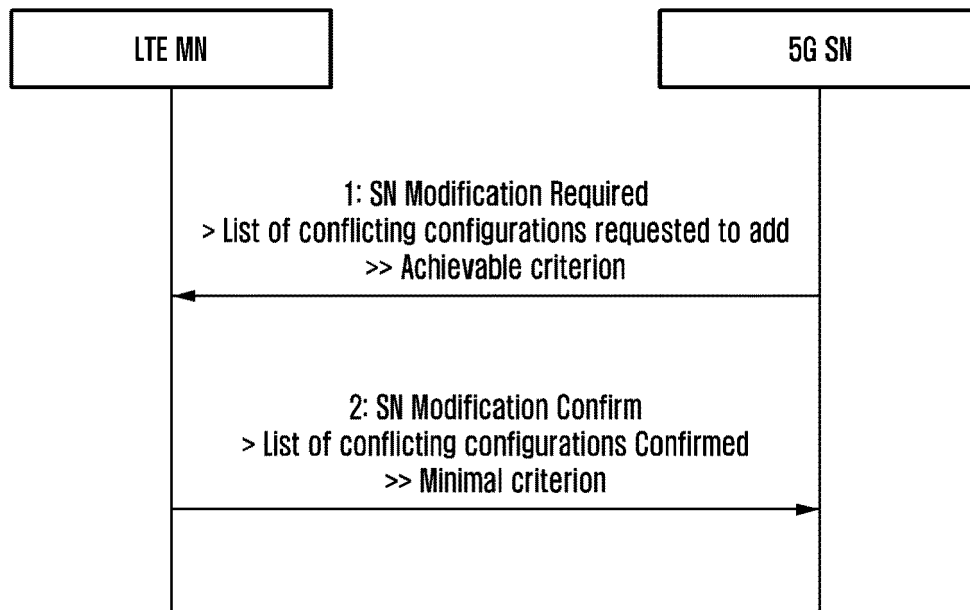 LTE MN
5G SN
1: SN Modification Required
> List of conflicting configurations requested to add
>> Achievable criterion
2: SN Modification Confirm
> List of conflicting configurations Confirmed
>> Minimal criterion